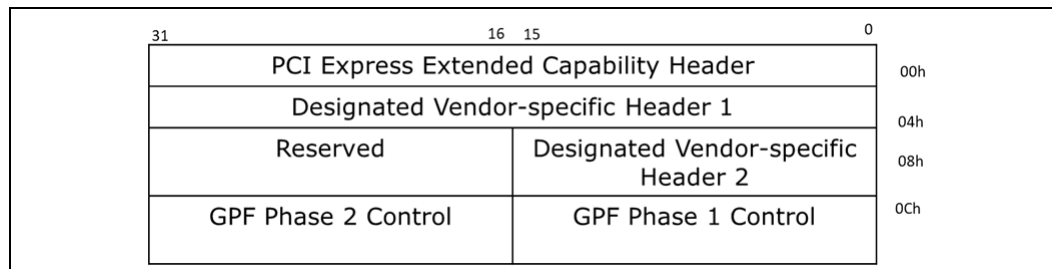 31 16 15 0
PCI Express Extended Capability Header 00h
Designated Vendor-specific Header 1 04h
Reserved Designated Vendor-specific 08h
Header 2
GPF Phase 2 Control GPF Phase 1 Control 0Ch